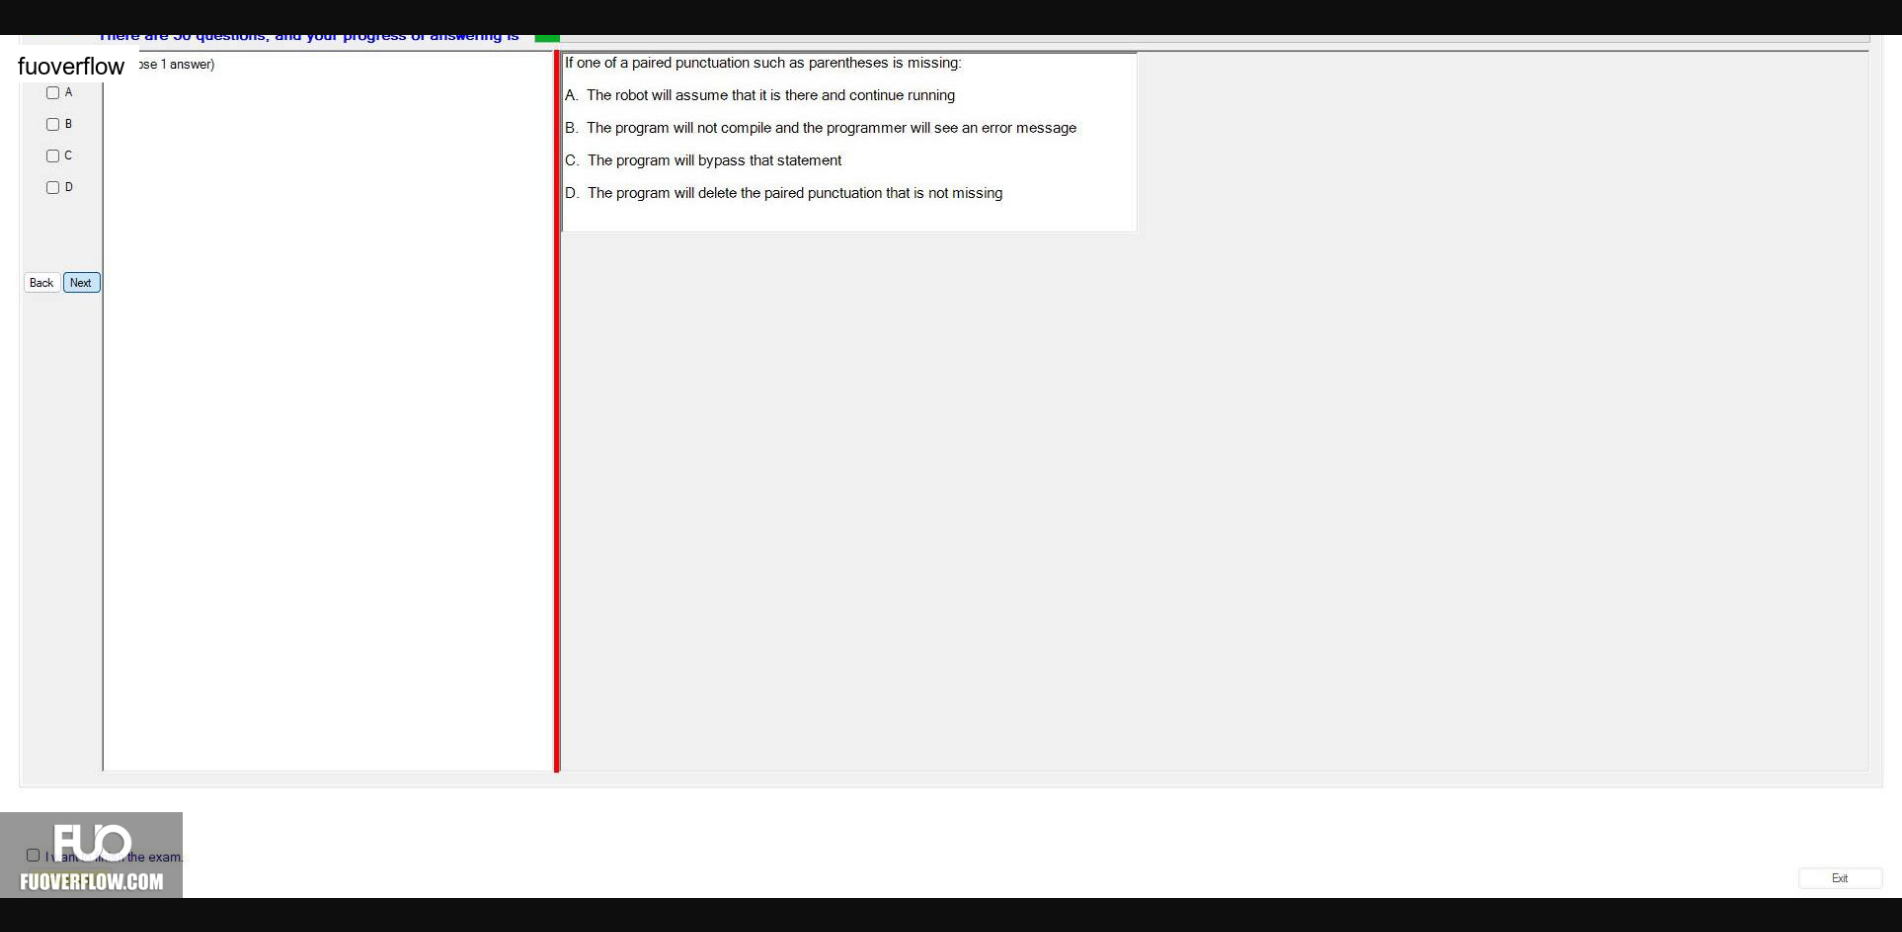 There are 50 questions, and your progress of answering is
fuoverflow
ose 1 answer)
A
B
C
D
Back
Next
If one of a paired punctuation such as parentheses is missing:
A. The robot will assume that it is there and continue running
B. The program will not compile and the programmer will see an error message
C. The program will bypass that statement
D. The program will delete the paired punctuation that is not missing
FUO
I want the exam.
FUOVERFLOW.COM
Exit